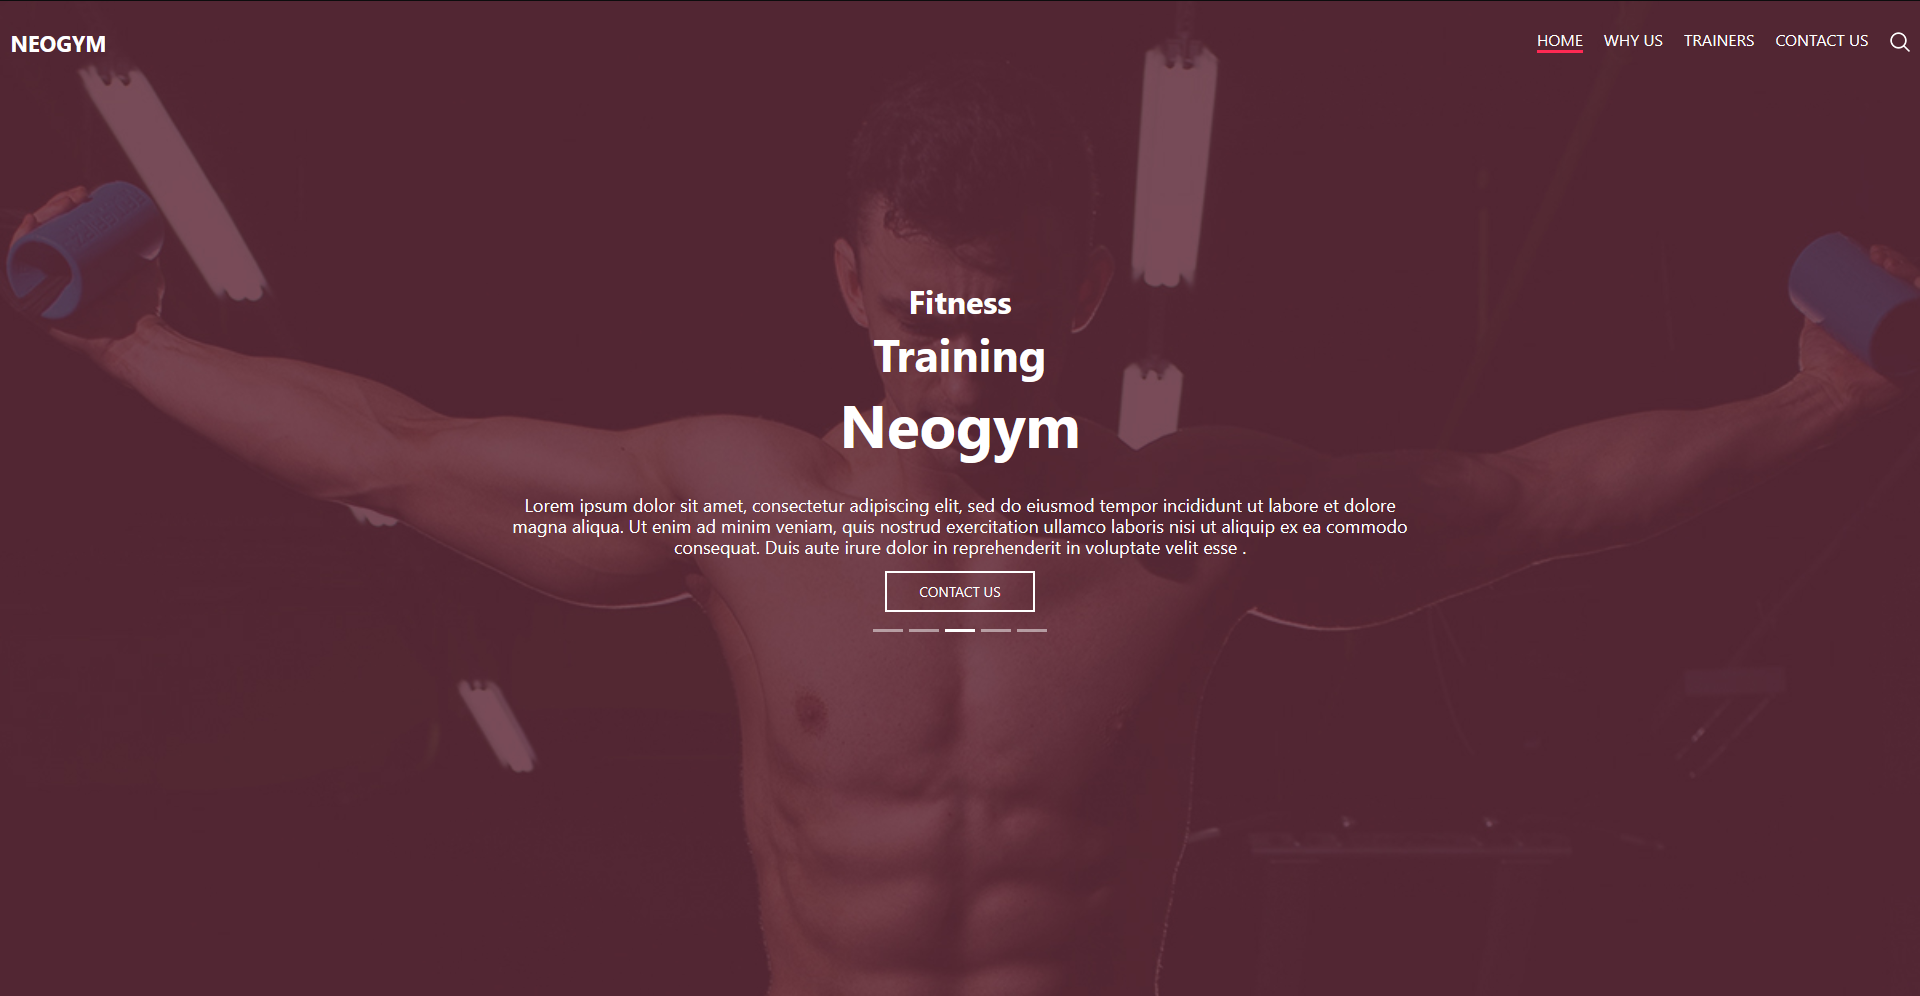 NEOGYM
HOME WHY US TRAINERS CONTACT US
Fitness
Training
Neogym
Lorem ipsum dolor sit amet, consectetur adipiscing elit, sed do eiusmod tempor incididunt ut labore et dolore
magna aliqua. Ut enim ad minim veniam, quis nostrud exercitation ullamco laboris nisi ut aliquip ex ea commodo
consequat. Duis aute irure dolor in reprehenderit in voluptate velit esse .
CONTACT US